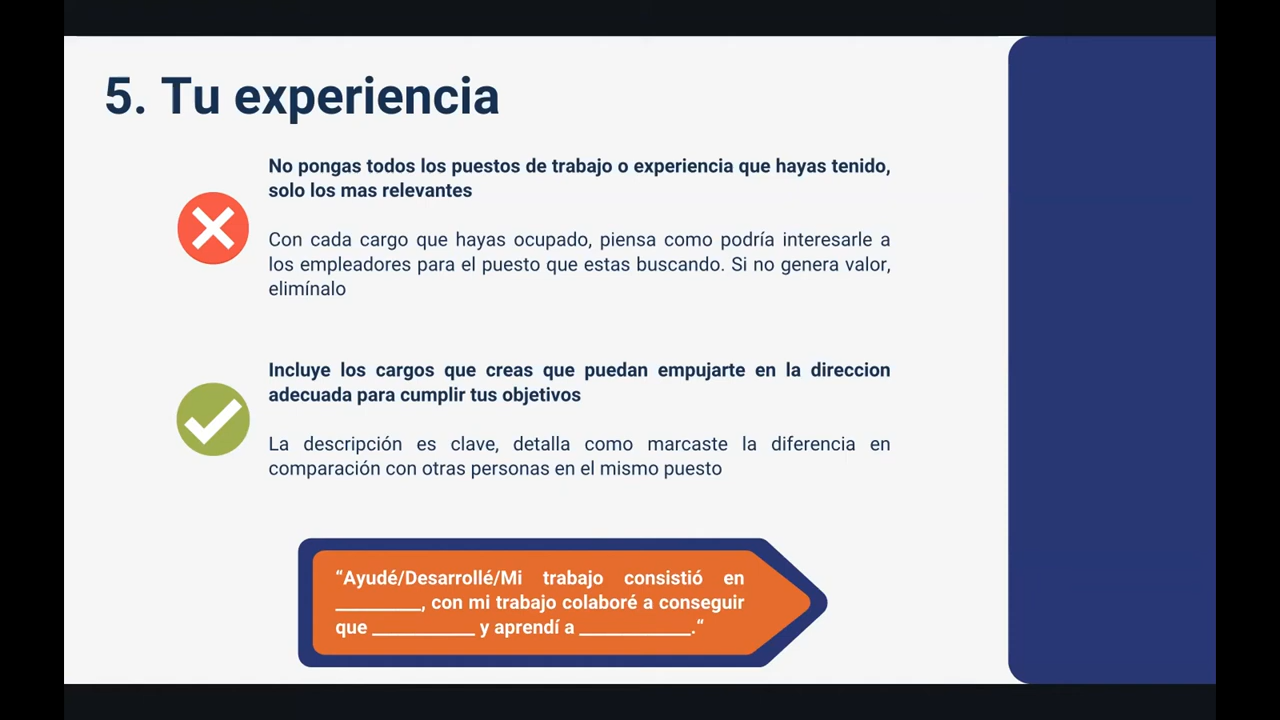 5. Tu experiencia
No pongas todos los puestos de trabajo o experiencia que hayas tenido,
solo los mas relevantes
Con cada cargo que hayas ocupado, piensa como podría interesarle a
los empleadores para el puesto que estas buscando. Si no genera valor,
elimínalo
Incluye los cargos que creas que puedan empujarte en la direccion
adecuada para cumplir tus objetivos
La descripción es clave, detalla como marcaste la diferencia en
comparación con otras personas en el mismo puesto
“Ayudé/Desarrollé/Mi trabajo consistió en
_________, con mi trabajo colaboré a conseguir
que ___________ y aprendí a ____________.“